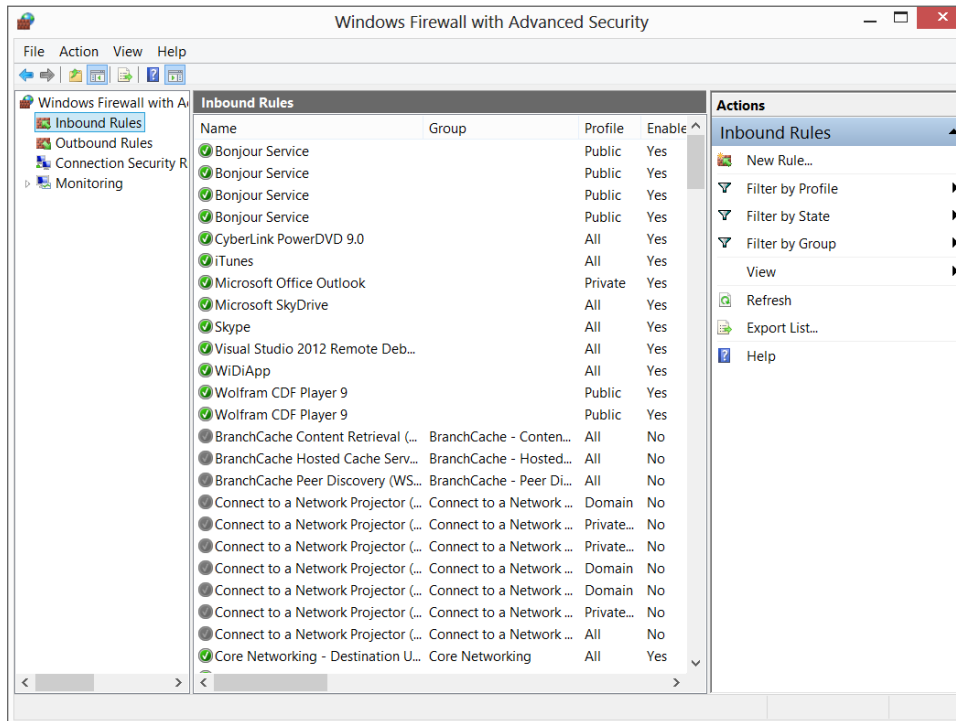 Windows Firewall with Advanced Security
File Action View Help
Windows Firewall with A
Inbound Rules
Outbound Rules
Connection Security R
Monitoring
Inbound Rules
Name Group Profile Enable
Bonjour Service Public Yes
Bonjour Service Public Yes
Bonjour Service Public Yes
Bonjour Service Public Yes
CyberLink PowerDVD 9.0 All Yes
iTunes All Yes
Microsoft Office Outlook Private Yes
Microsoft SkyDrive All Yes
Skype All Yes
Visual Studio 2012 Remote Deb... All Yes
WiDiApp All Yes
Wolfram CDF Player 9 Public Yes
Wolfram CDF Player 9 Public Yes
BranchCache Content Retrieval (... BranchCache - Conten... All No
BranchCache Hosted Cache Serv... BranchCache - Hosted... All No
BranchCache Peer Discovery (WS... BranchCache - Peer Di... All No
Connect to a Network Projector (... Connect to a Network ... Domain No
Connect to a Network Projector (... Connect to a Network ... Private... No
Connect to a Network Projector (... Connect to a Network ... Private... No
Connect to a Network Projector (... Connect to a Network ... Domain No
Connect to a Network Projector (... Connect to a Network ... Domain No
Connect to a Network Projector (... Connect to a Network ... Private... No
Connect to a Network Projector (... Connect to a Network ... All No
Core Networking - Destination U... Core Networking All Yes
Actions
Inbound Rules
New Rule...
Filter by Profile
Filter by State
Filter by Group
View
Refresh
Export List...
Help